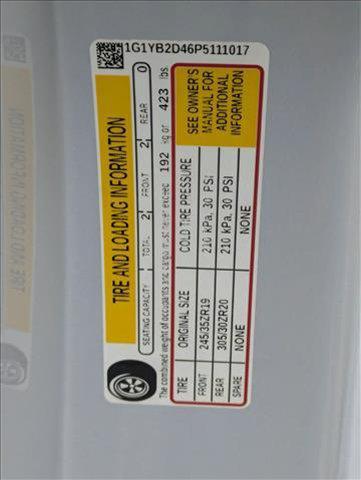 1G1YB2D46P5111017
TIRE AND LOADING INFORMATION
SEATING CAPACITY TOTAL 2 FRONT 2 REAR 0
The combined weight of occupants and cargo must never exceed 192 kg or 423 lbs.
TIRE ORIGINAL SIZE COLD TIRE PRESSURE
FRONT 245/35ZR19 210 kPa, 30 PSI
REAR 305/30ZR20 210 kPa, 30 PSI
SPARE NONE NONE
SEE OWNER'S
MANUAL FOR
ADDITIONAL
INFORMATION